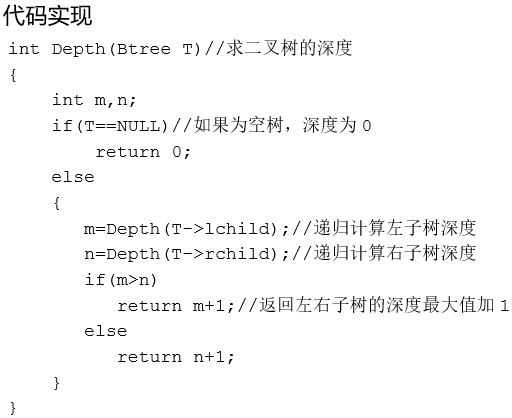 代码实现
int Depth(Btree T)//求二叉树的深度
{
    int m,n;
    if(T==NULL)//如果为空树，深度为0
        return 0;
    else
    {
       m=Depth(T->lchild);//递归计算左子树深度
       n=Depth(T->rchild);//递归计算右子树深度
       if(m>n)
          return m+1;//返回左右子树的深度最大值加1
       else
          return n+1;
    }
}